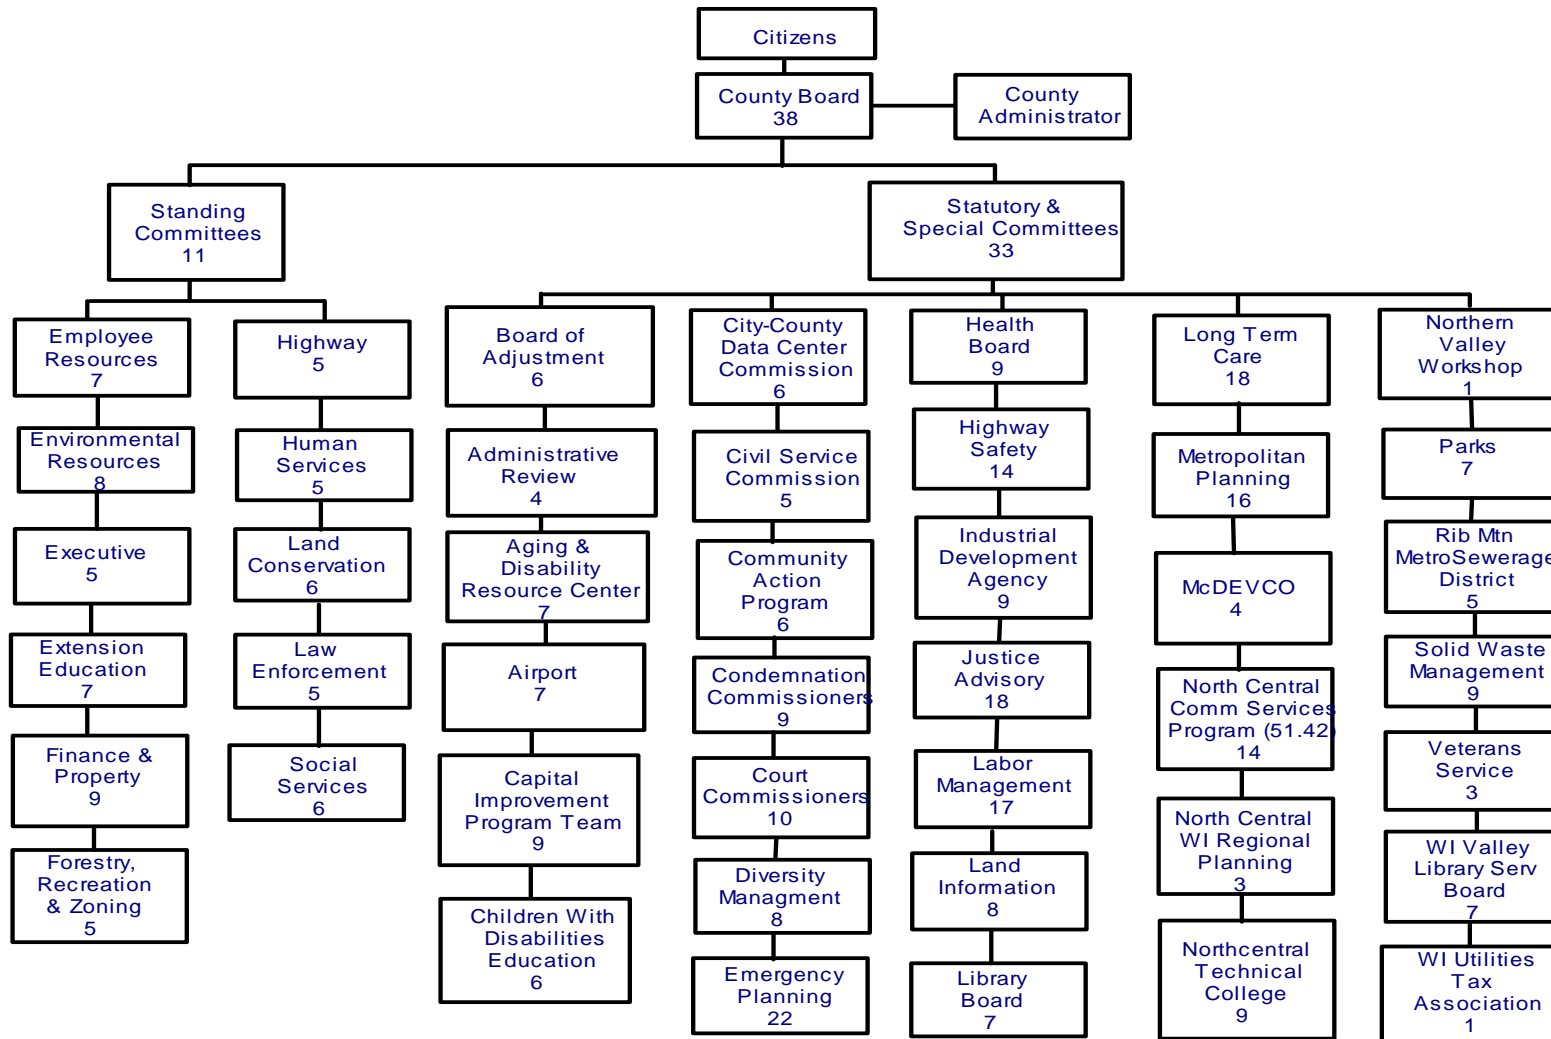 Citizens
County Board
38
County
Administrator
Standing
Committees
11
Statutory &
Special Committees
33
Employee
Resources
7
Environmental
Resources
8
Executive
5
Extension
Education
7
Finance &
Property
9
Forestry,
Recreation
& Zoning
5
Highway
5
Human
Services
5
Land
Conservation
6
Law
Enforcement
5
Social
Services
6
Board of
Adjustment
6
Administrative
Review
4
Aging &
Disability
Resource Center
7
Airport
7
Capital
Improvement
Program Team
9
Children With
Disabilities
Education
6
City-County
Data Center
Commission
6
Civil Service
Commission
5
Community
Action
Program
6
Condemnation
Commissioners
9
Court
Commissioners
10
Diversity
Managment
8
Emergency
Planning
22
Health
Board
9
Highway
Safety
14
Industrial
Development
Agency
9
Justice
Advisory
18
Labor
Management
17
Land
Information
8
Library
Board
7
Long Term
Care
18
Metropolitan
Planning
16
McDEVCO
4
North Central
Comm Services
Program (51.42)
14
North Central
WI Regional
Planning
3
Northcentral
Technical
College
9
Northern
Valley
Workshop
1
Parks
7
Rib Mtn
MetroSewerage
District
5
Solid Waste
Management
9
Veterans
Service
3
WI Valley
Library Serv
Board
7
WI Utilities
Tax
Association
1